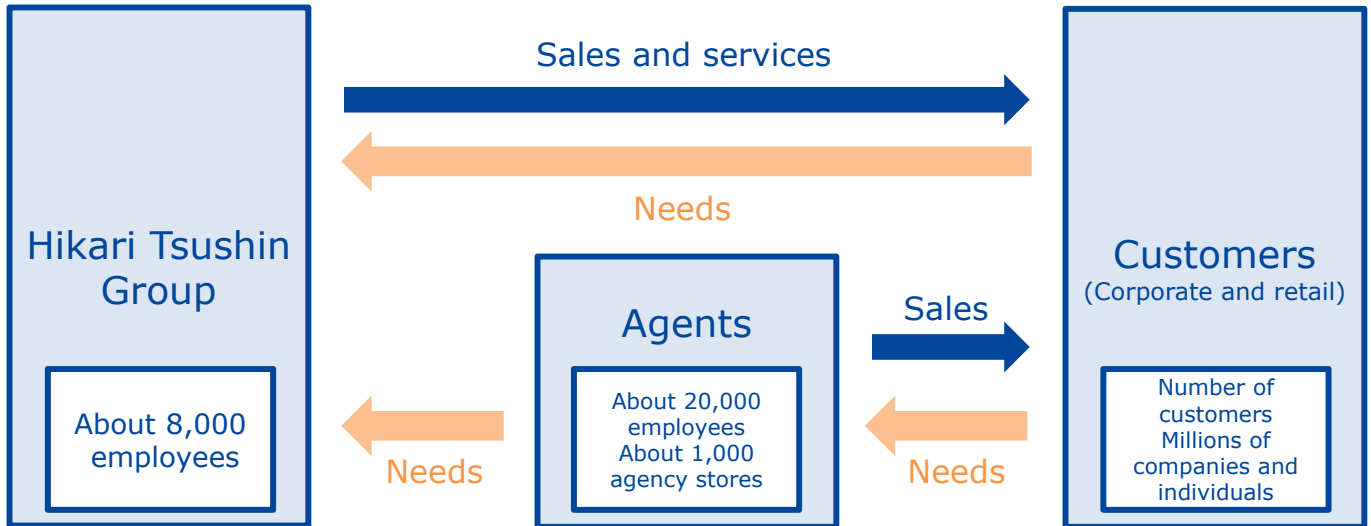 Sales and services
Needs
Hikari Tsushin
Group
About 8,000
employees
Agents
About 20,000
employees
About 1,000
agency stores
Sales
Needs
Needs
Customers
(Corporate and retail)
Number of
customers
Millions of
companies and
individuals